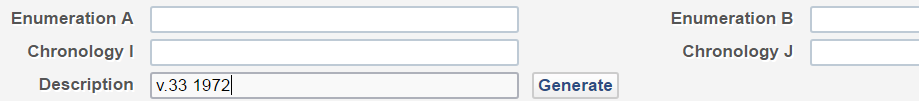 Enumeration A Enumeration B
Chronology I Chronology J
Description v.33 1972 Generate